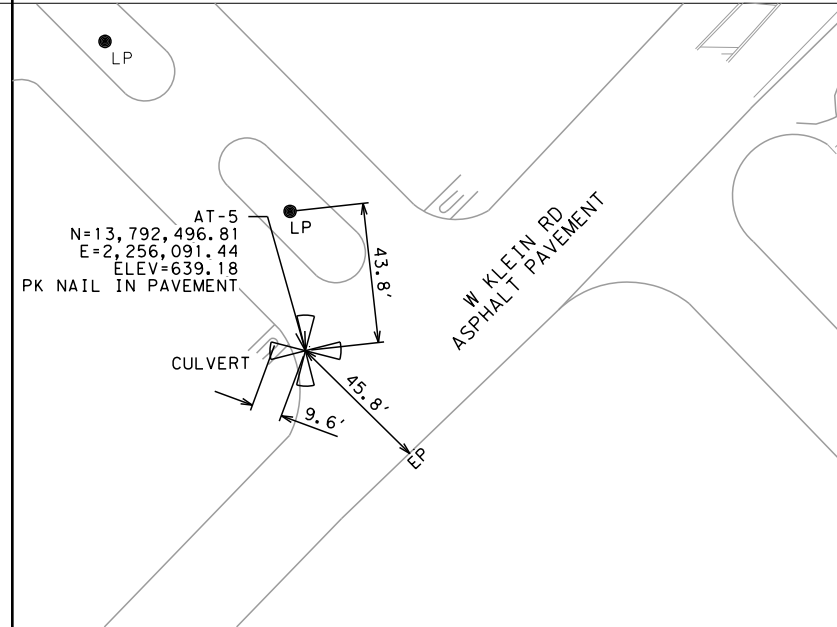 LP
AT-5
N=13,792,496.81
E=2,256,091.44
ELEV=639.18
PK NAIL IN PAVEMENT
LP
43.8'
W KLEIN RD
ASPHALT PAVEMENT
CULVERT
45.8'
9.6'
EP